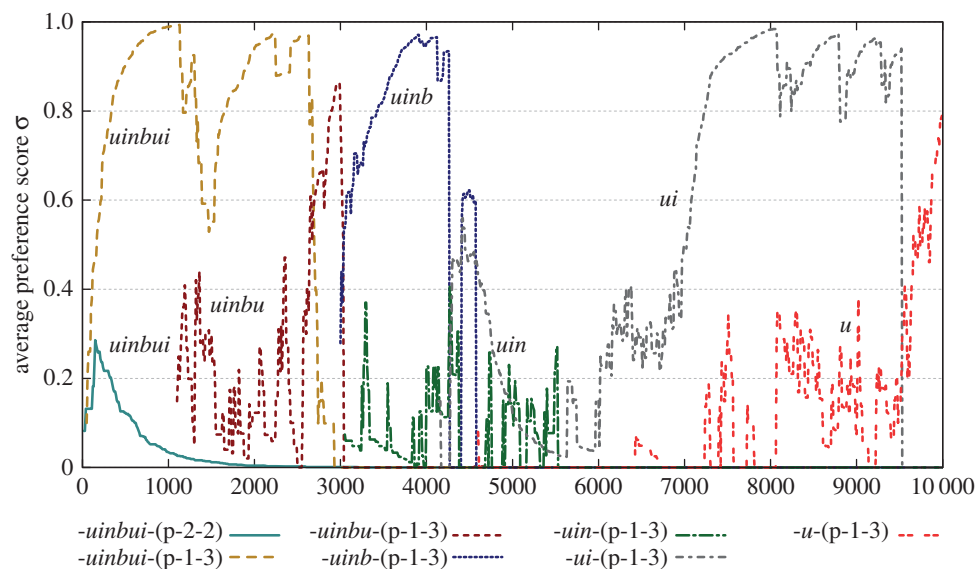 1.0
0.8
0.6
0.4
0.2
0
average preference score σ
uinbui
uinbui
uinbu
uinb
uin
ui
u
0 1000 2000 3000 4000 5000 6000 7000 8000 9000 10 000
-uinbui-(p-2-2) -uinbu-(p-1-3) -uin-(p-1-3) -u-(p-1-3)
-uinbui-(p-1-3) -uinb-(p-1-3) -ui-(p-1-3)